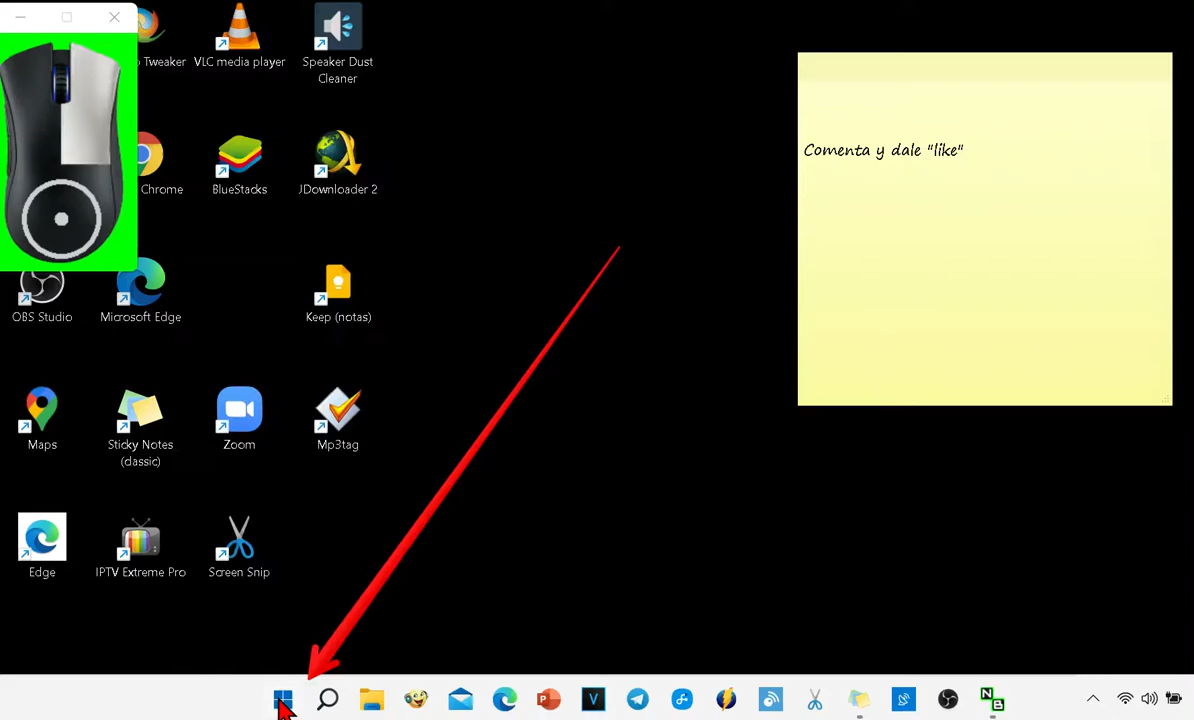 o Tweaker
VLC media player
Speaker Dust
Cleaner
Chrome
BlueStacks
JDownloader 2
Comenta y dale "like"
OBS Studio
Microsoft Edge
Keep (notas)
Maps
Sticky Notes
(classic)
Zoom
Mp3tag
Edge
IPTV Extreme Pro
Screen Snip
P
V
N
B